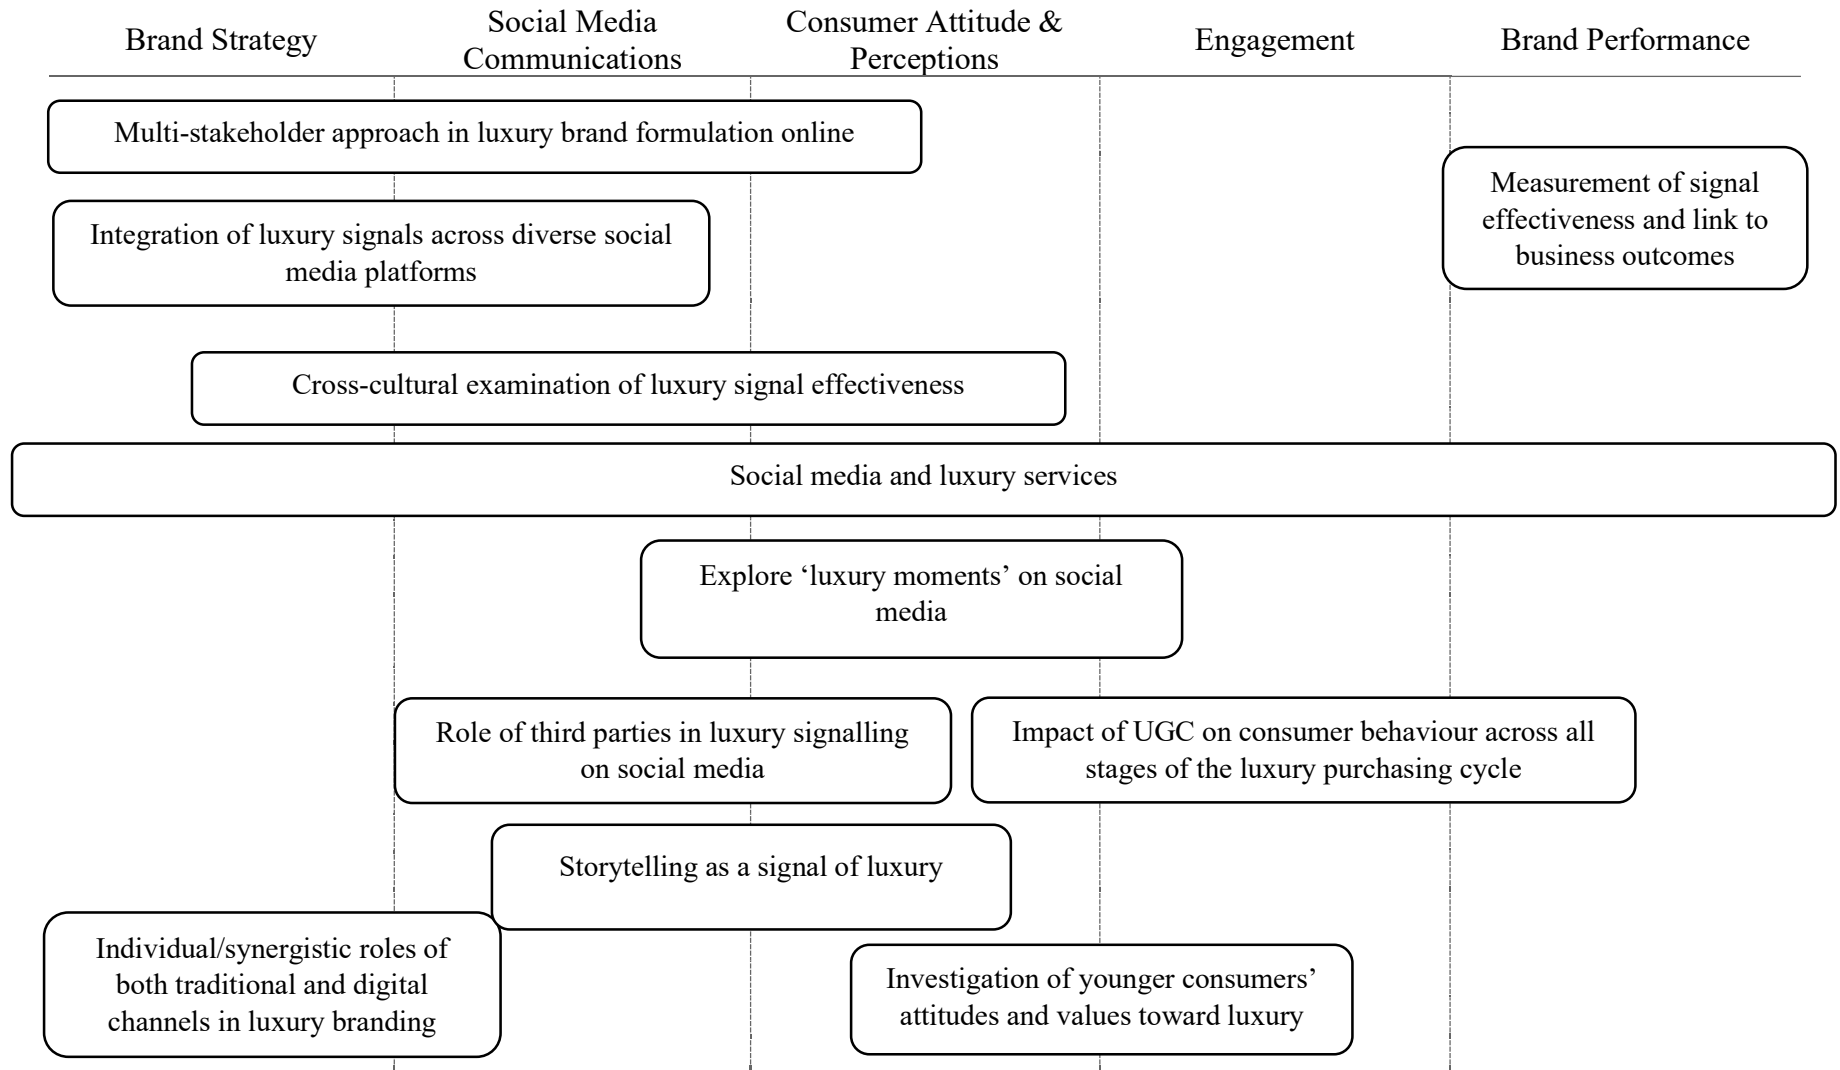 Brand Strategy
Social Media
Communications
Consumer Attitude &
Perceptions
Engagement
Brand Performance
Multi-stakeholder approach in luxury brand formulation online
Measurement of signal
effectiveness and link to
business outcomes
Integration of luxury signals across diverse social
media platforms
Cross-cultural examination of luxury signal effectiveness
Social media and luxury services
Explore ‘luxury moments’ on social
media
Role of third parties in luxury signalling
on social media
Impact of UGC on consumer behaviour across all
stages of the luxury purchasing cycle
Storytelling as a signal of luxury
Individual/synergistic roles of
both traditional and digital
channels in luxury branding
Investigation of younger consumers’
attitudes and values toward luxury